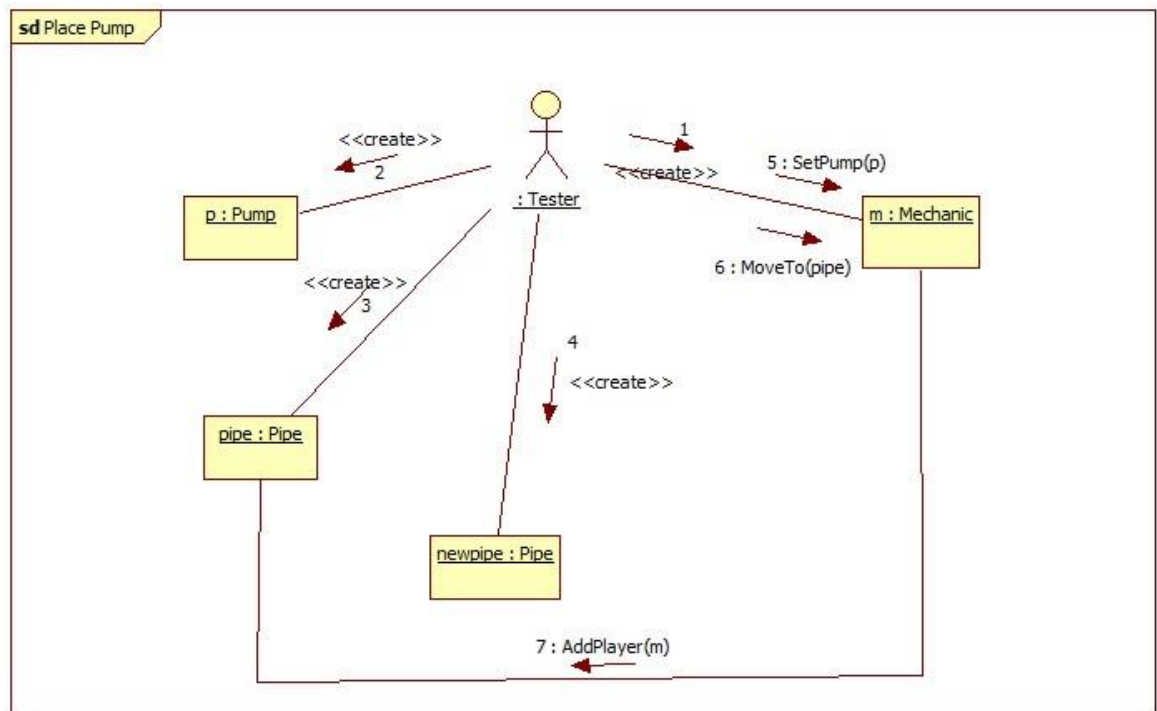 sd Place Pump
<<create>>
2
1
<<create>>
5 : SetPump(p)
p : Pump
: Tester
m : Mechanic
6 : MoveTo(pipe)
<<create>>
3
4
<<create>>
pipe : Pipe
newpipe : Pipe
7 : AddPlayer(m)